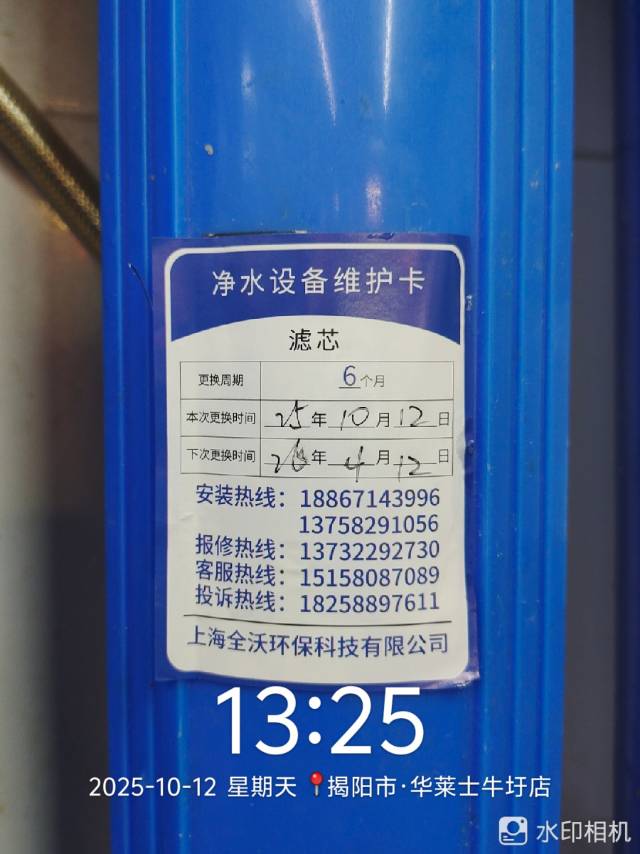 净水设备维护卡
滤芯
更换周期 6个月
本次更换时间 25年10月12日
下次更换时间 26年4月12日
安装热线：18867143996
13758291056
报修热线：13732292730
客服热线：15158087089
投诉热线：18258897611
上海全沃环保科技有限公司
13:25
2025-10-12 星期天 📍揭阳市·华莱士牛圩店
水印相机